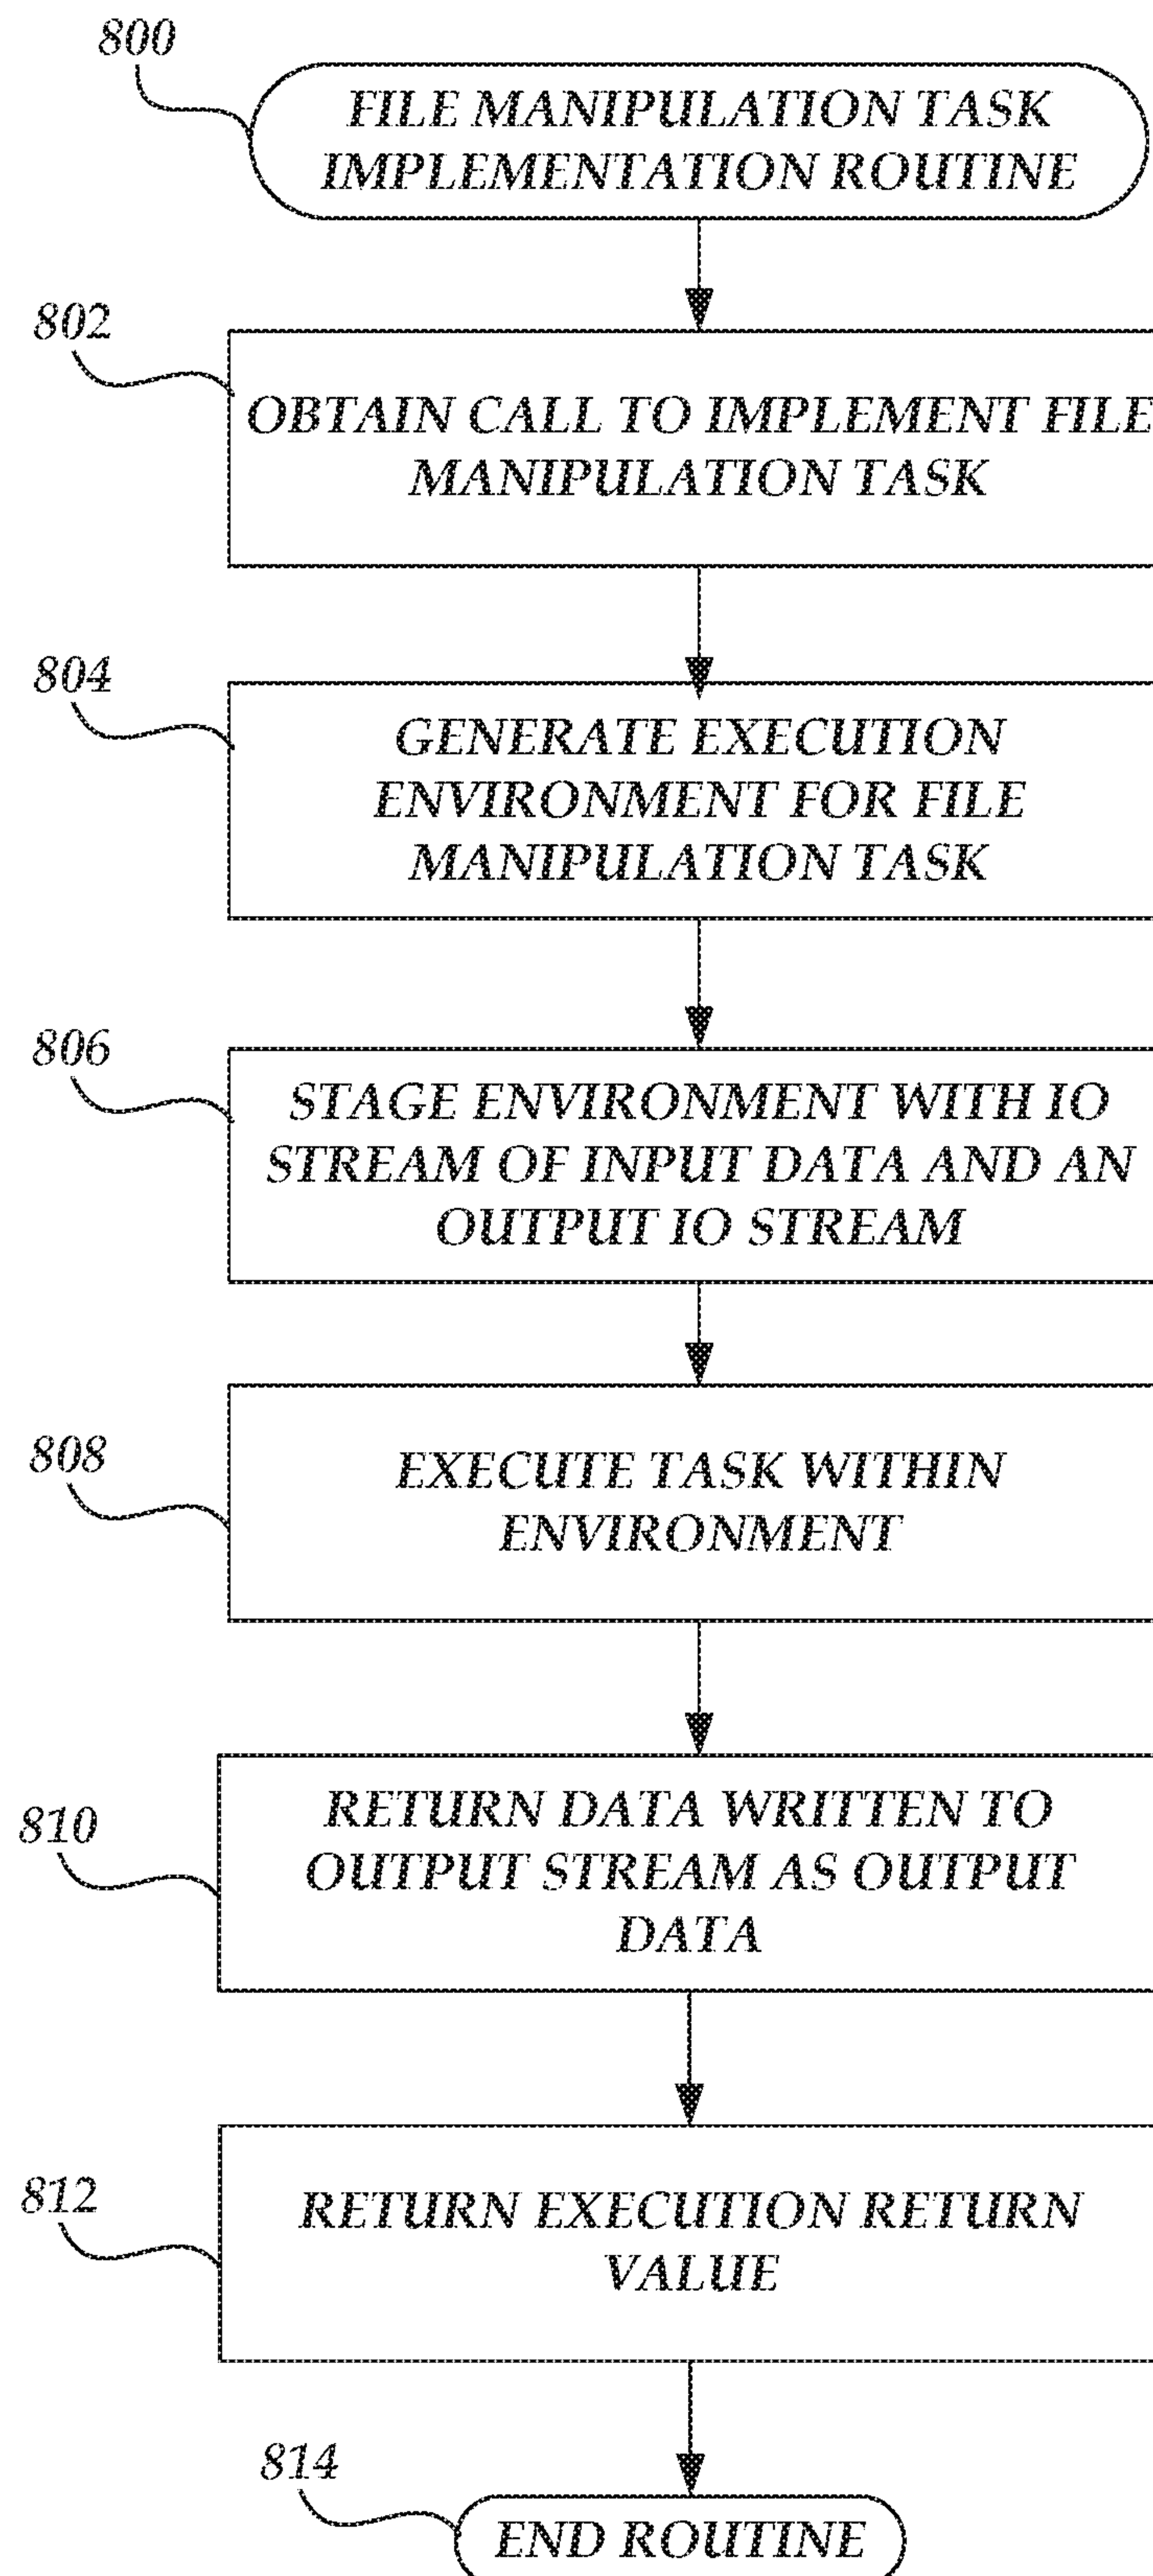 800
FILE MANIPULATION TASK
IMPLEMENTATION ROUTINE
802
OBTAIN CALL TO IMPLEMENT FILE
MANIPULATION TASK
804
GENERATE EXECUTION
ENVIRONMENT FOR FILE
MANIPULATION TASK
806
STAGE ENVIRONMENT WITH IO
STREAM OF INPUT DATA AND AN
OUTPUT IO STREAM
808
EXECUTE TASK WITHIN
ENVIRONMENT
810
RETURN DATA WRITTEN TO
OUTPUT STREAM AS OUTPUT
DATA
812
RETURN EXECUTION RETURN
VALUE
814
END ROUTINE